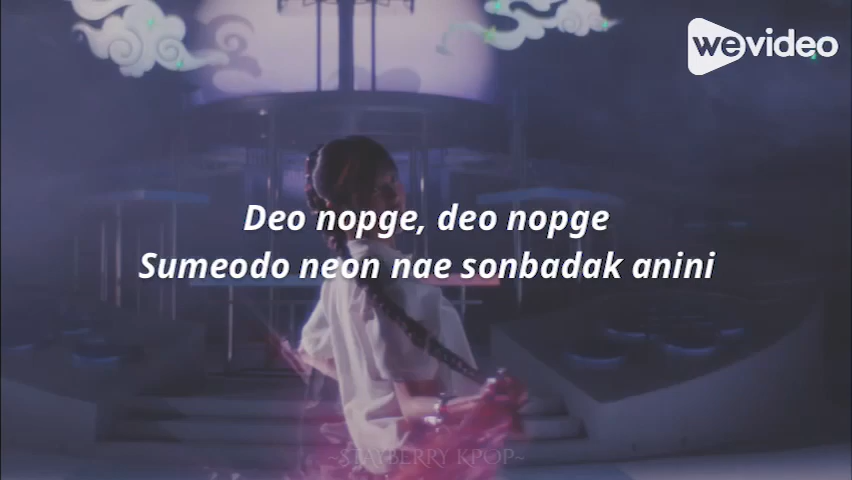 wevideo
Deo nopge, deo nopge
Sumeodo neon nae sonbadak anini
~STAYBERRY KPOP~